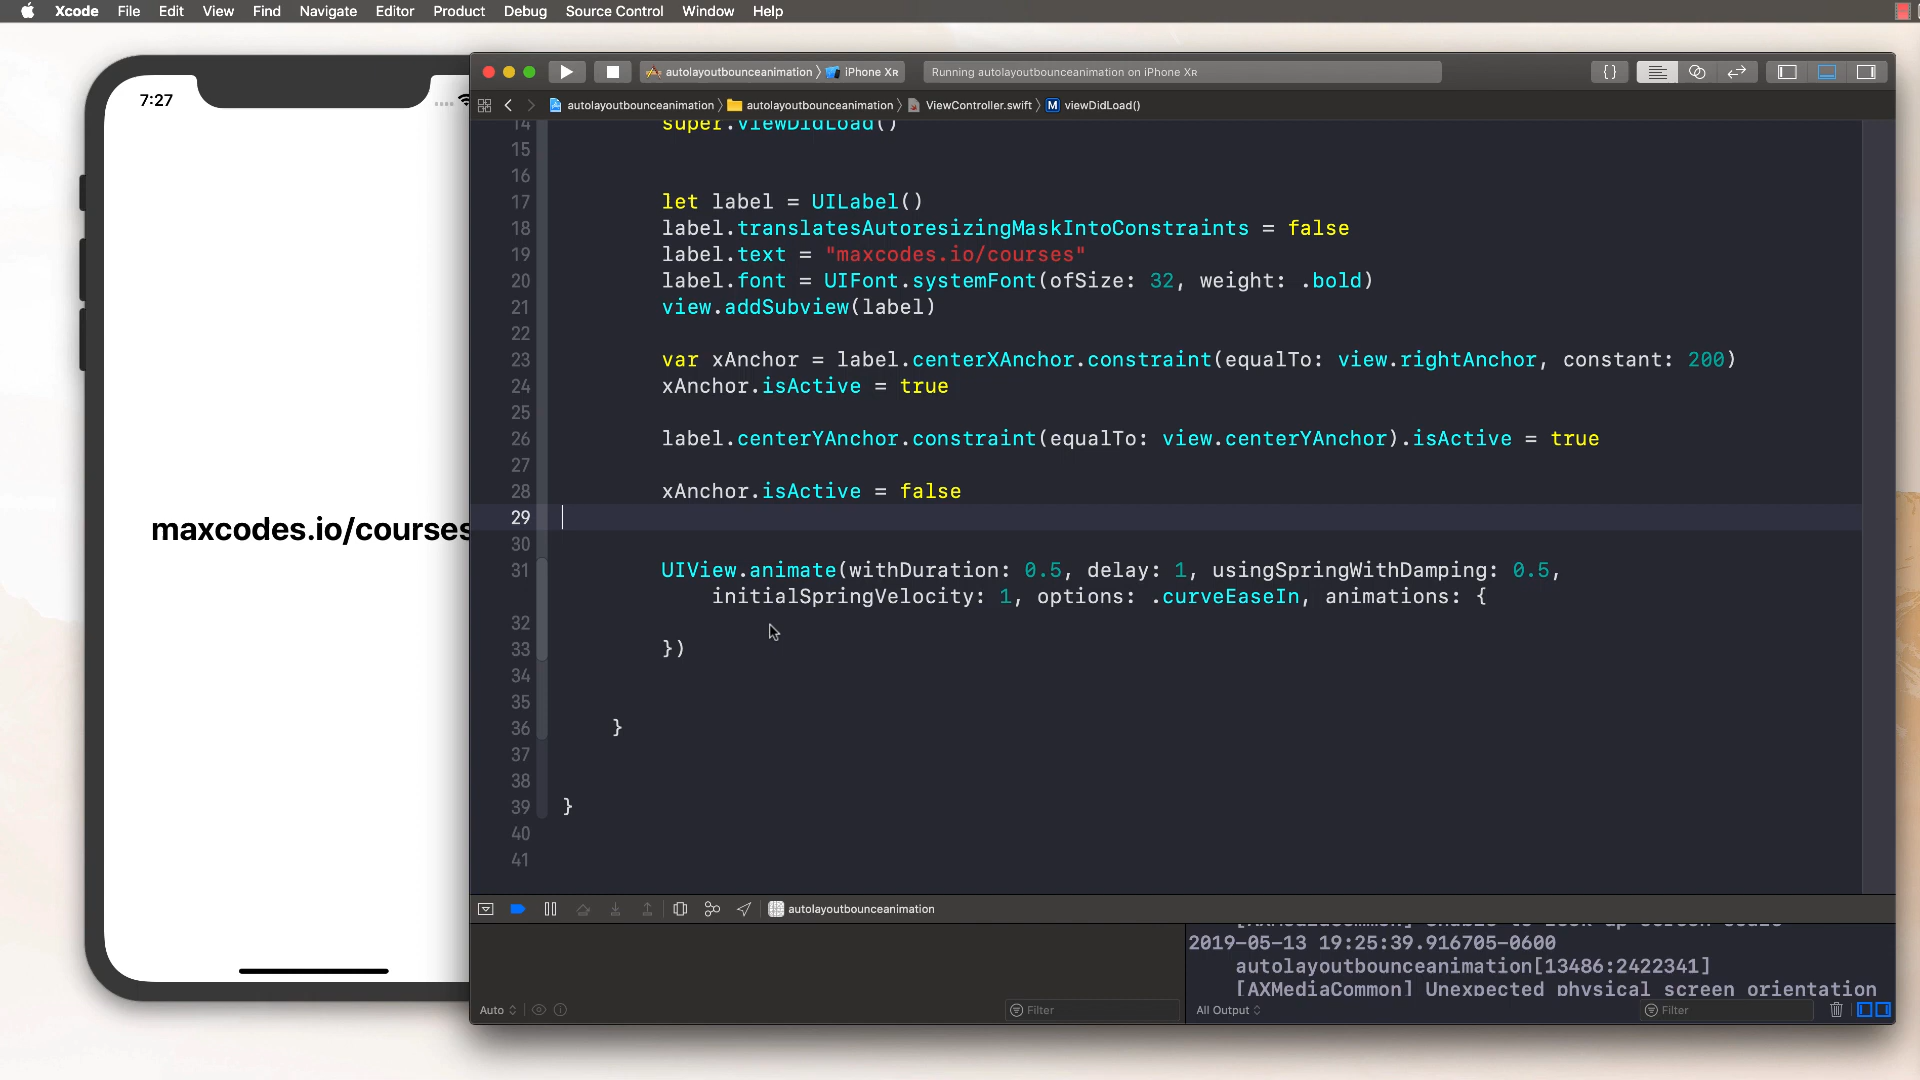 Xcode File Edit View Find Navigate Editor Product Debug Source Control Window Help
7:27
maxcodes.io/courses
autolayoutbounceanimation iPhone XR
Running autolayoutbounceanimation on iPhone XR
autolayoutbounceanimation autolayoutbounceanimation ViewController.swift M viewDidLoad()
14 super.viewDidLoad()
15
16
17 let label = UILabel()
18 label.translatesAutoresizingMaskIntoConstraints = false
19 label.text = "maxcodes.io/courses"
20 label.font = UIFont.systemFont(ofSize: 32, weight: .bold)
21 view.addSubview(label)
22
23 var xAnchor = label.centerXAnchor.constraint(equalTo: view.rightAnchor, constant: 200)
24 xAnchor.isActive = true
25
26 label.centerYAnchor.constraint(equalTo: view.centerYAnchor).isActive = true
27
28 xAnchor.isActive = false
29
30
31 UIView.animate(withDuration: 0.5, delay: 1, usingSpringWithDamping: 0.5,
initialSpringVelocity: 1, options: .curveEaseIn, animations: {
32
33 })
34
35
36 }
37
38
39 }
40
41
autolayoutbounceanimation
2019-05-13 19:25:39.916705-0600
autolayoutbounceanimation[13486:2422341]
[AXMediaCommon] Unexpected physical screen orientation
Auto Filter All Output Filter